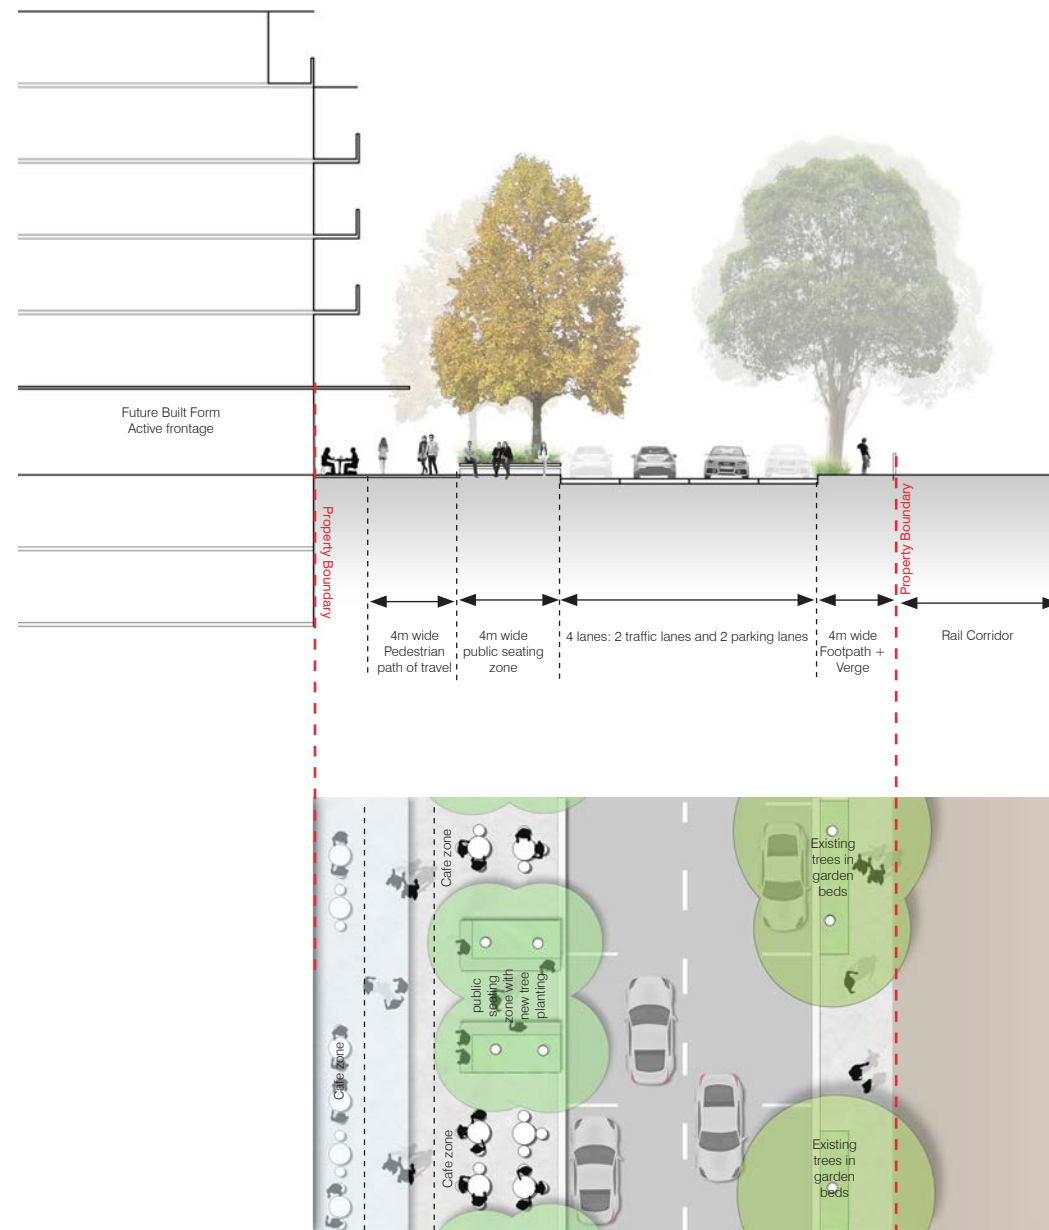 Future Built Form
Active frontage
Property Boundary
Property Boundary
4m wide
Pedestrian
path of travel
4m wide
public seating
zone
4 lanes: 2 traffic lanes and 2 parking lanes
4m wide
Footpath +
Verge
Rail Corridor
Cafe zone
Existing
trees in
garden
beds
public
seating
zone with
new tree
planting
Cafe zone
Cafe zone
Existing
trees in
garden
beds